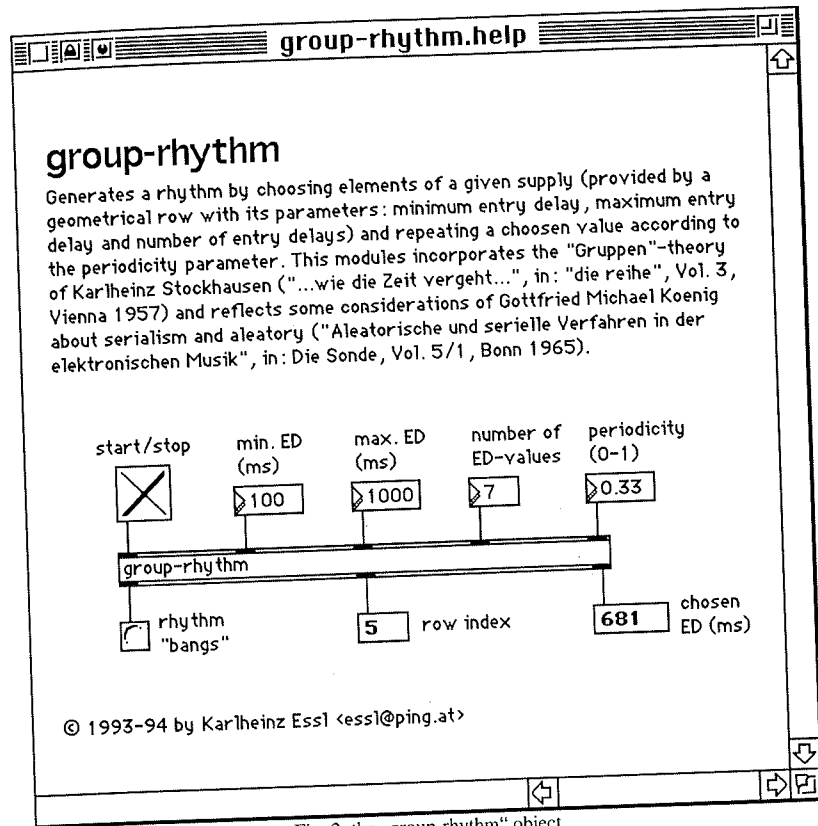 group-rhythm.help
group-rhythm
Generates a rhythm by choosing elements of a given supply (provided by a
geometrical row with its parameters: minimum entry delay, maximum entry
delay and number of entry delays) and repeating a choosen value according to
the periodicity parameter. This modules incorporates the "Gruppen"-theory
of Karlheinz Stockhausen ("...wie die Zeit vergeht...", in: "die reihe", Vol. 3,
Vienna 1957) and reflects some considerations of Gottfried Michael Koenig
about serialism and aleatory ("Aleatorische und serielle Verfahren in der
elektronischen Musik", in: Die Sonde, Vol. 5/1, Bonn 1965).
start/stop
min. ED
(ms)
max. ED
(ms)
number of
ED-values
periodicity
(0-1)
100
1000
7
0.33
group-rhythm
rhythm
"bangs"
5
row index
681
chosen
ED (ms)
© 1993-94 by Karlheinz Essl <essl@ping.at>
group-rhythm“ object